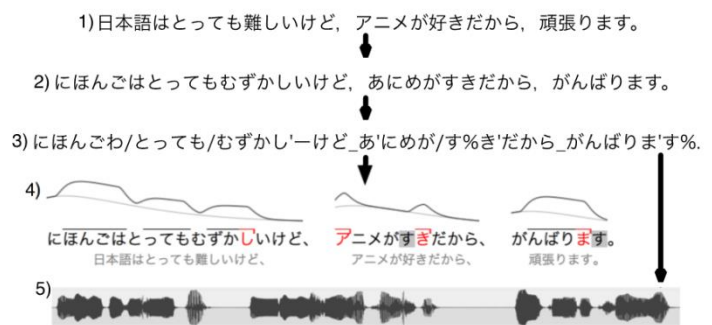 1)日本語はとっても難しいけど，アニメが好きだから，頑張ります。
2)にほんごはとってもむずかしいけど，あにめがすきだから，がんばります。
3)にほんごわ/とっても/むずかし'ーけど_あ'にめが/す%き'だから_がんばりま'す%.
4)
にほんごはとってもむずかしいけど、 アニメがすきだから、 がんばります。
日本語はとっても難しいけど、 アニメが好きだから、 頑張ります。
5)